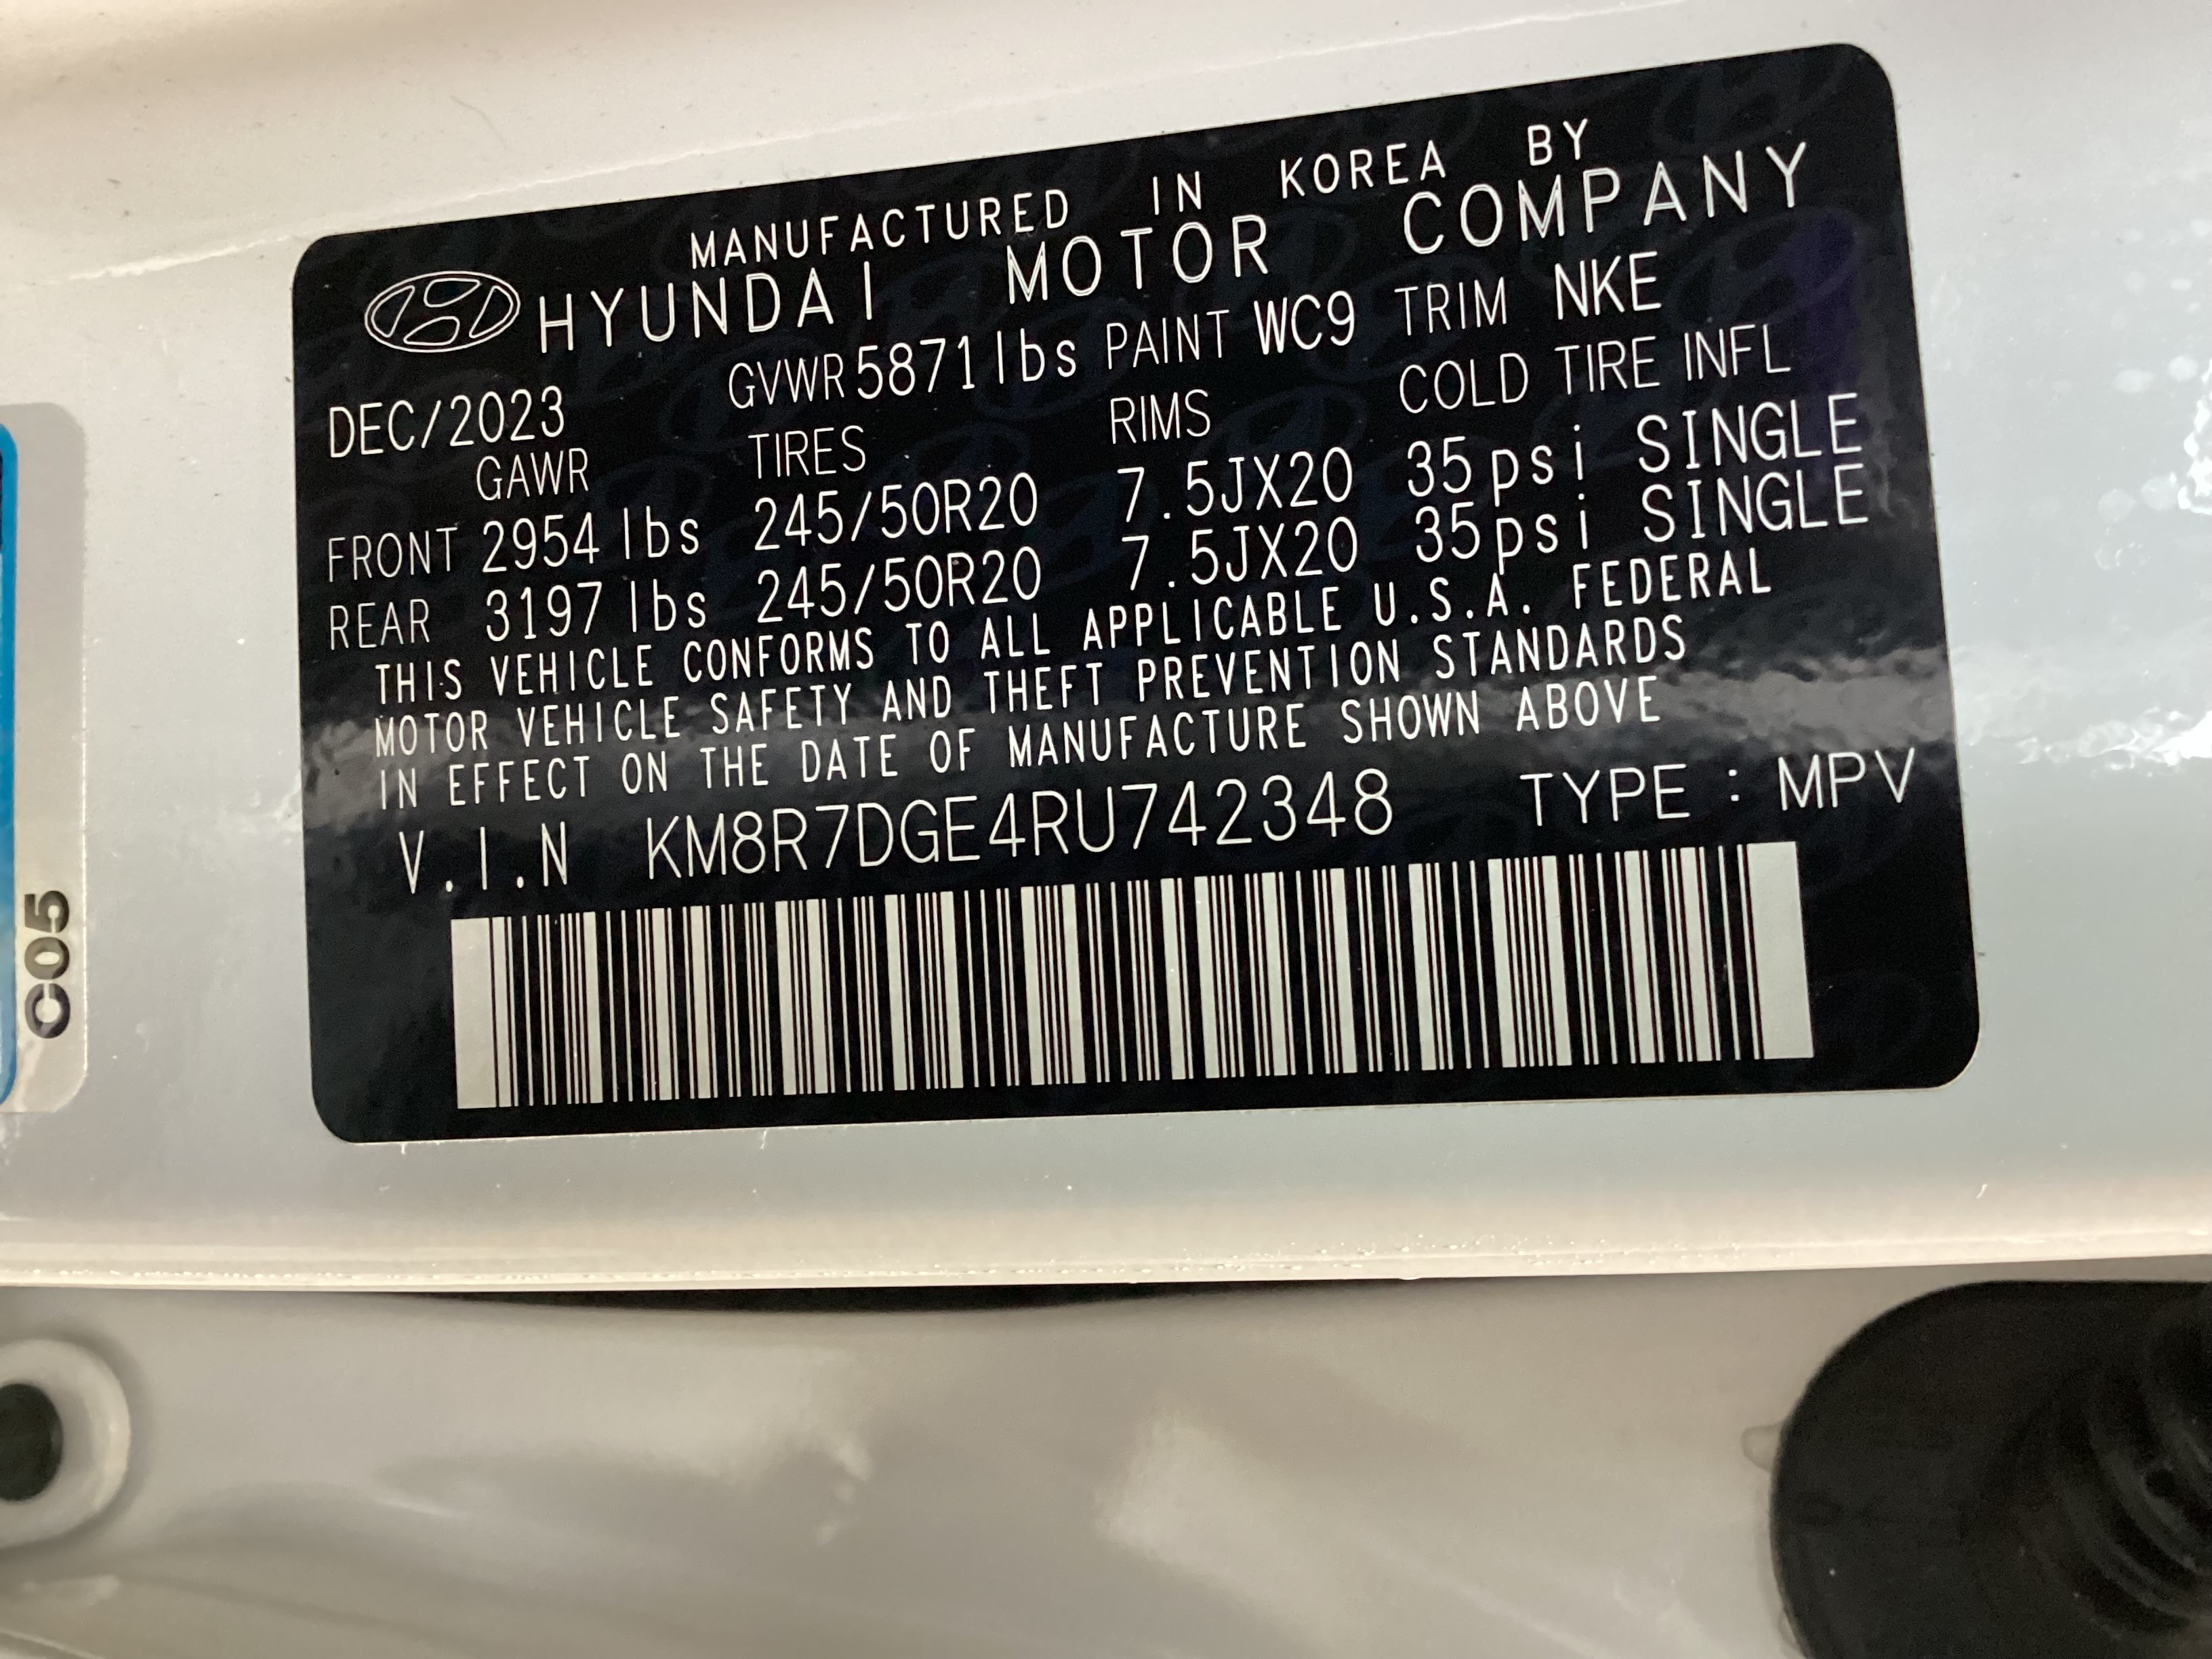 MANUFACTURED IN KOREA BY
HYUNDAI MOTOR COMPANY
DEC/2023 GVWR 5871 lbs PAINT WC9 TRIM NKE
GAWR TIRES RIMS COLD TIRE INFL
FRONT 2954 lbs 245/50R20 7.5JX20 35psi SINGLE
REAR 3197 lbs 245/50R20 7.5JX20 35psi SINGLE
THIS VEHICLE CONFORMS TO ALL APPLICABLE U.S.A. FEDERAL
MOTOR VEHICLE SAFETY AND THEFT PREVENTION STANDARDS
IN EFFECT ON THE DATE OF MANUFACTURE SHOWN ABOVE
V.I.N KM8R7DGE4RU742348 TYPE : MPV
C05